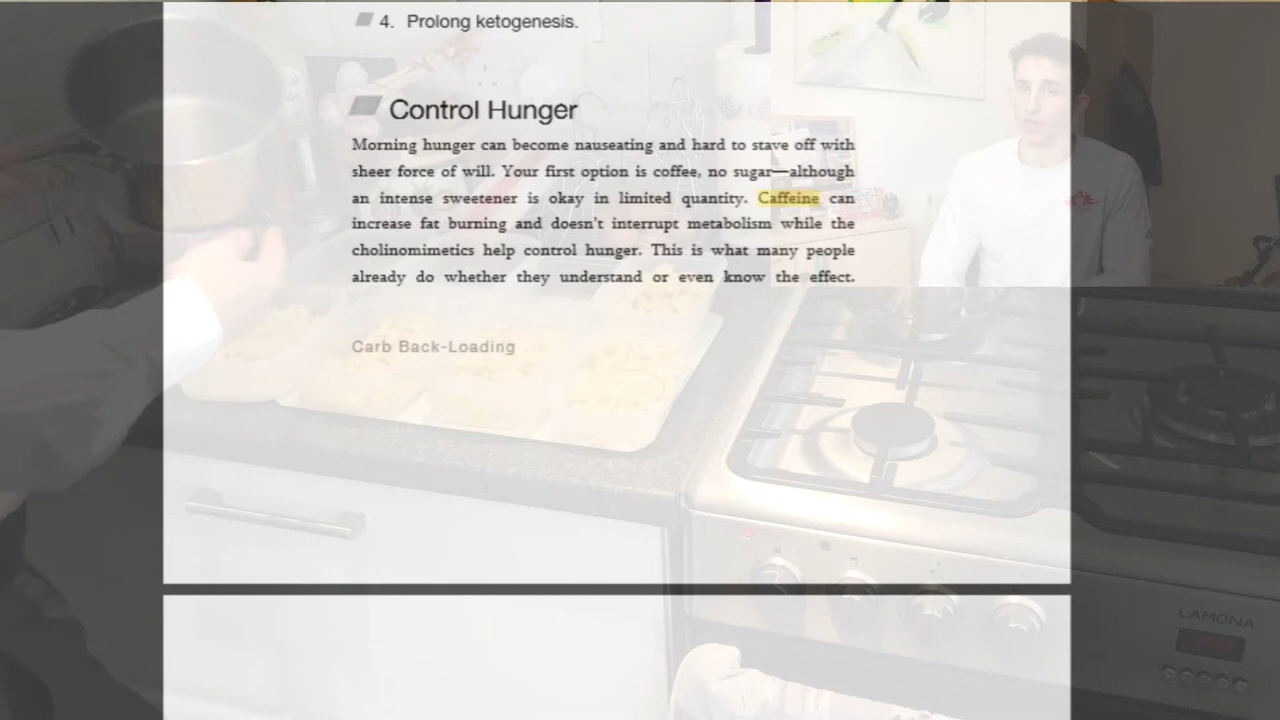 4. Prolong ketogenesis.
Control Hunger
Morning hunger can become nauseating and hard to stave off with
sheer force of will. Your first option is coffee, no sugar—although
an intense sweetener is okay in limited quantity. Caffeine can
increase fat burning and doesn't interrupt metabolism while the
cholinomimetics help control hunger. This is what many people
already do whether they understand or even know the effect.
Carb Back-Loading
LAMONA